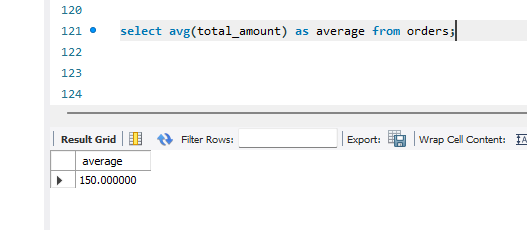 120
121 select avg(total_amount) as average from orders;
122
123
124
Result Grid Filter Rows: Export: Wrap Cell Content:
average
150.000000